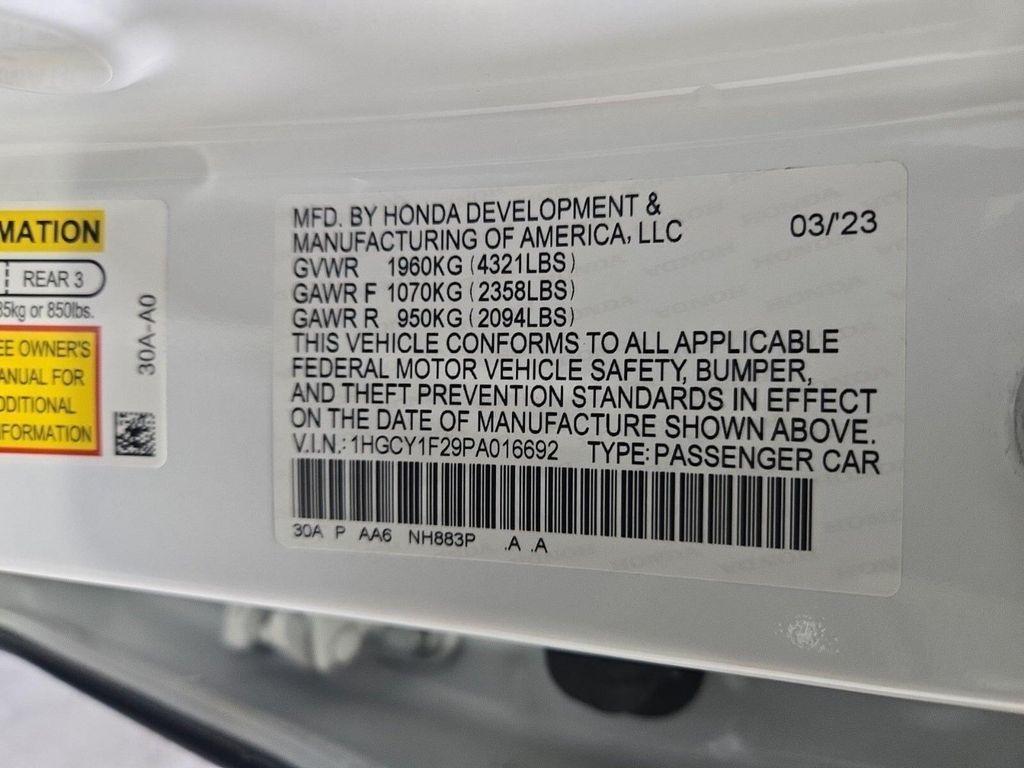 MATION
REAR 3
85kg or 850lbs.
EE OWNER'S
ANUAL FOR
DDITIONAL
NFORMATION
30A-A0
MFD. BY HONDA DEVELOPMENT & 03/'23
MANUFACTURING OF AMERICA, LLC
GVWR 1960KG (4321LBS)
GAWR F 1070KG (2358LBS)
GAWR R 950KG (2094LBS)
THIS VEHICLE CONFORMS TO ALL APPLICABLE
FEDERAL MOTOR VEHICLE SAFETY, BUMPER,
AND THEFT PREVENTION STANDARDS IN EFFECT
ON THE DATE OF MANUFACTURE SHOWN ABOVE.
V.I.N.: 1HGCY1F29PA016692 TYPE: PASSENGER CAR
30A P AA6 NH883P .A .A